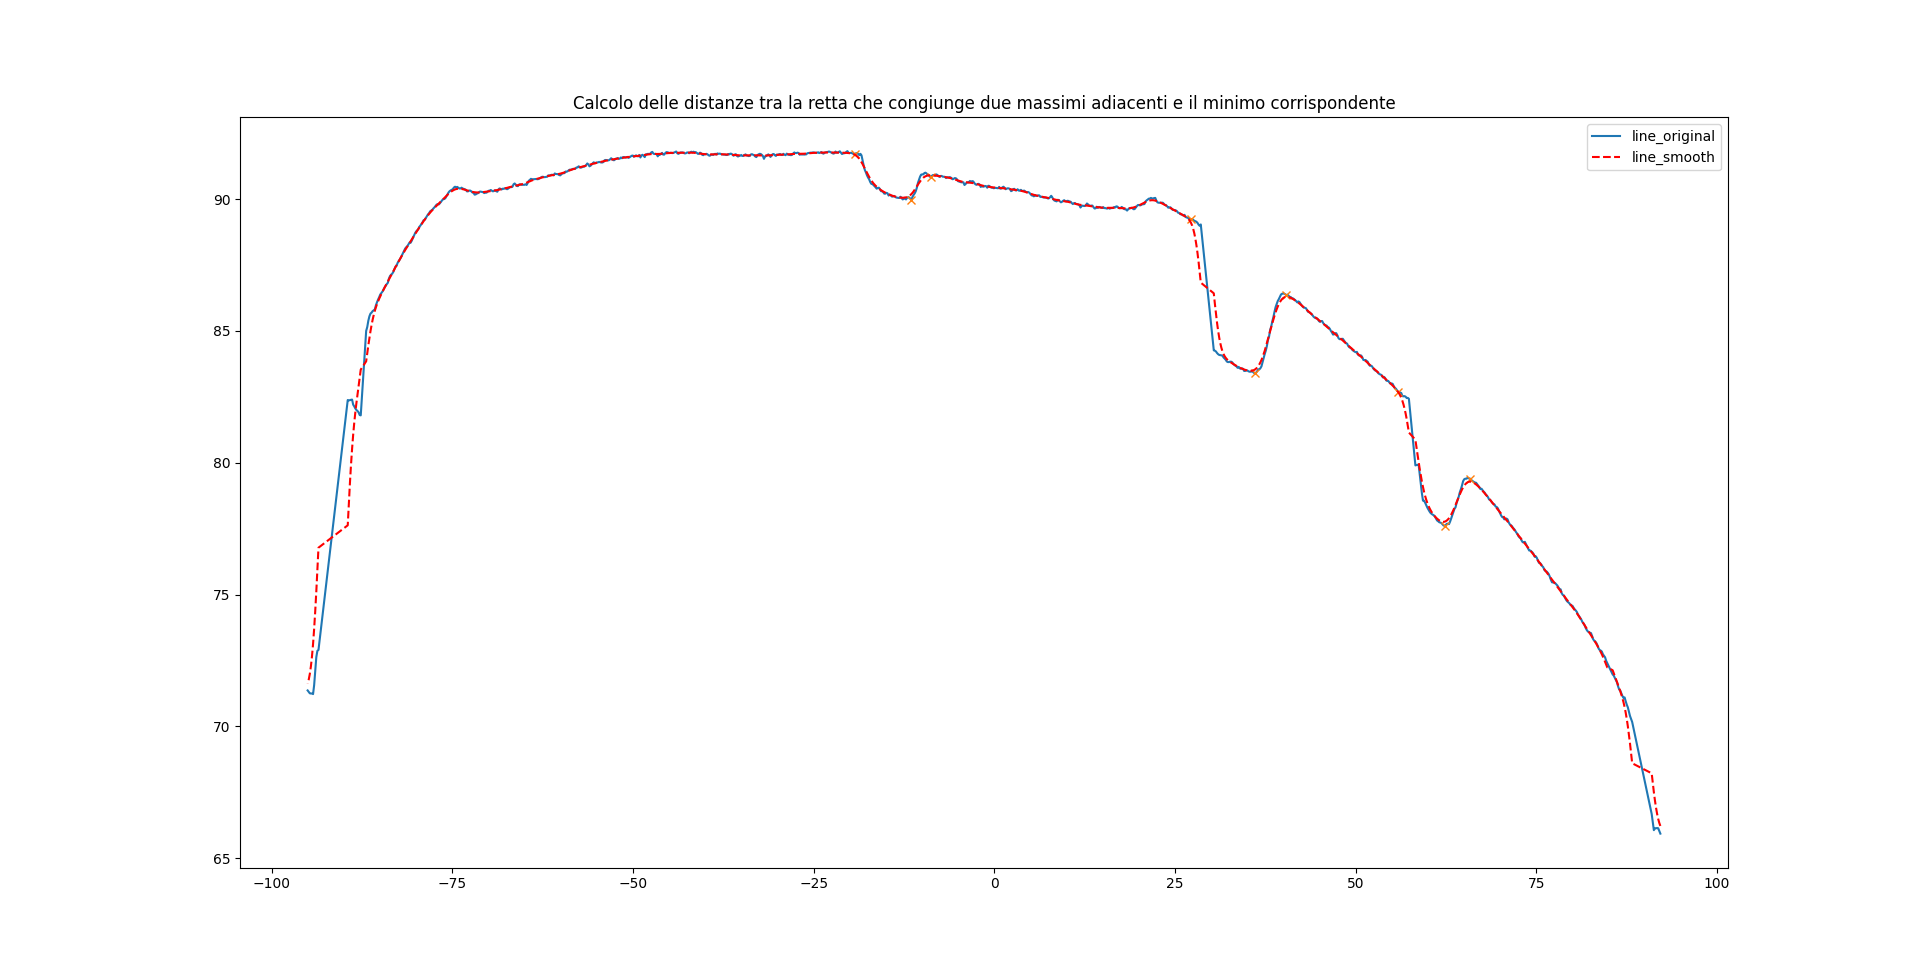 Calcolo delle distanze tra la retta che congiunge due massimi adiacenti e il minimo corrispondente
line_original
line_smooth
90
85
80
75
70
65
−100 −75 −50 −25 0 25 50 75 100